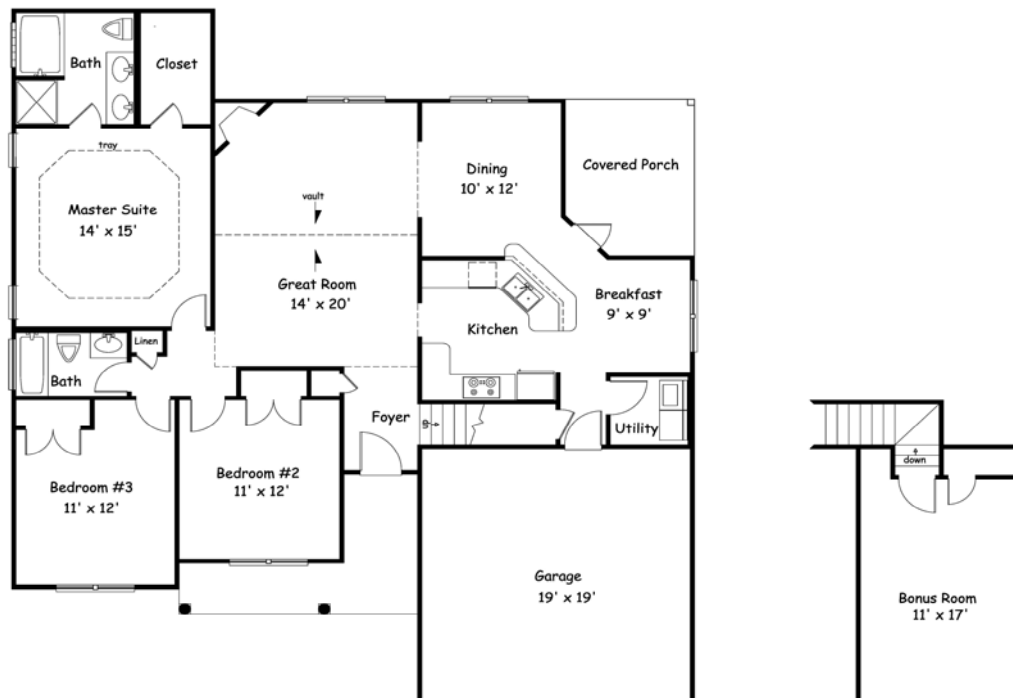 Bath
Closet
tray
Master Suite
14' x 15'
vault
Great Room
14' x 20'
Dining
10' x 12'
Covered Porch
Breakfast
9' x 9'
Kitchen
Linen
Bath
Foyer
up
Utility
Bedroom #3
11' x 12'
Bedroom #2
11' x 12'
Garage
19' x 19'
down
Bonus Room
11' x 17'